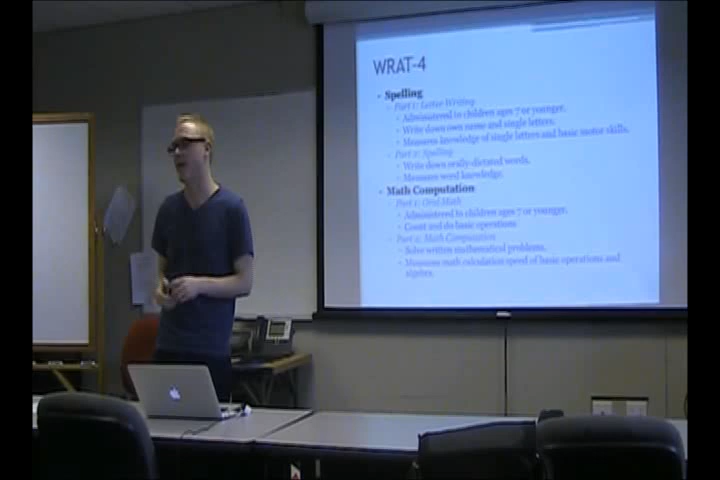 WRAT-4
Spelling
Part 1: Letter Writing
Administered to children ages 7 or younger.
Write down own name and single letters.
Measures knowledge of single letters and basic motor skills.
Part 2: Spelling
Write down orally-dictated words.
Measures word knowledge.
Math Computation
Part 1: Oral Math
Administered to children ages 7 or younger.
Count and do basic operations
Part 2: Math Computation
Solve written mathematical problems.
Measures math calculation speed of basic operations and
algebra.